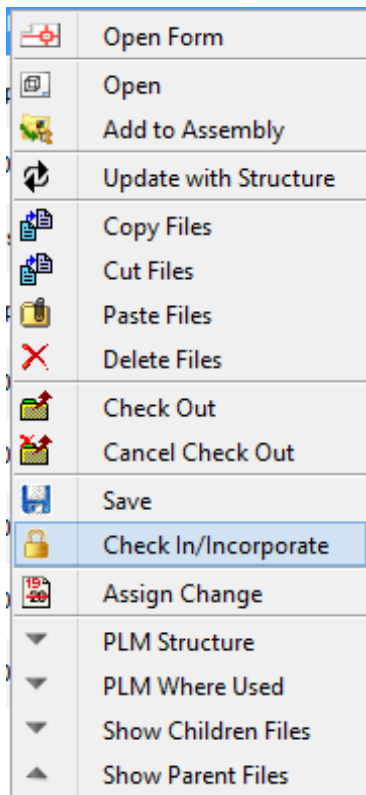 Open Form
Open
Add to Assembly
Update with Structure
Copy Files
Cut Files
Paste Files
Delete Files
Check Out
Cancel Check Out
Save
Check In/Incorporate
Assign Change
PLM Structure
PLM Where Used
Show Children Files
Show Parent Files